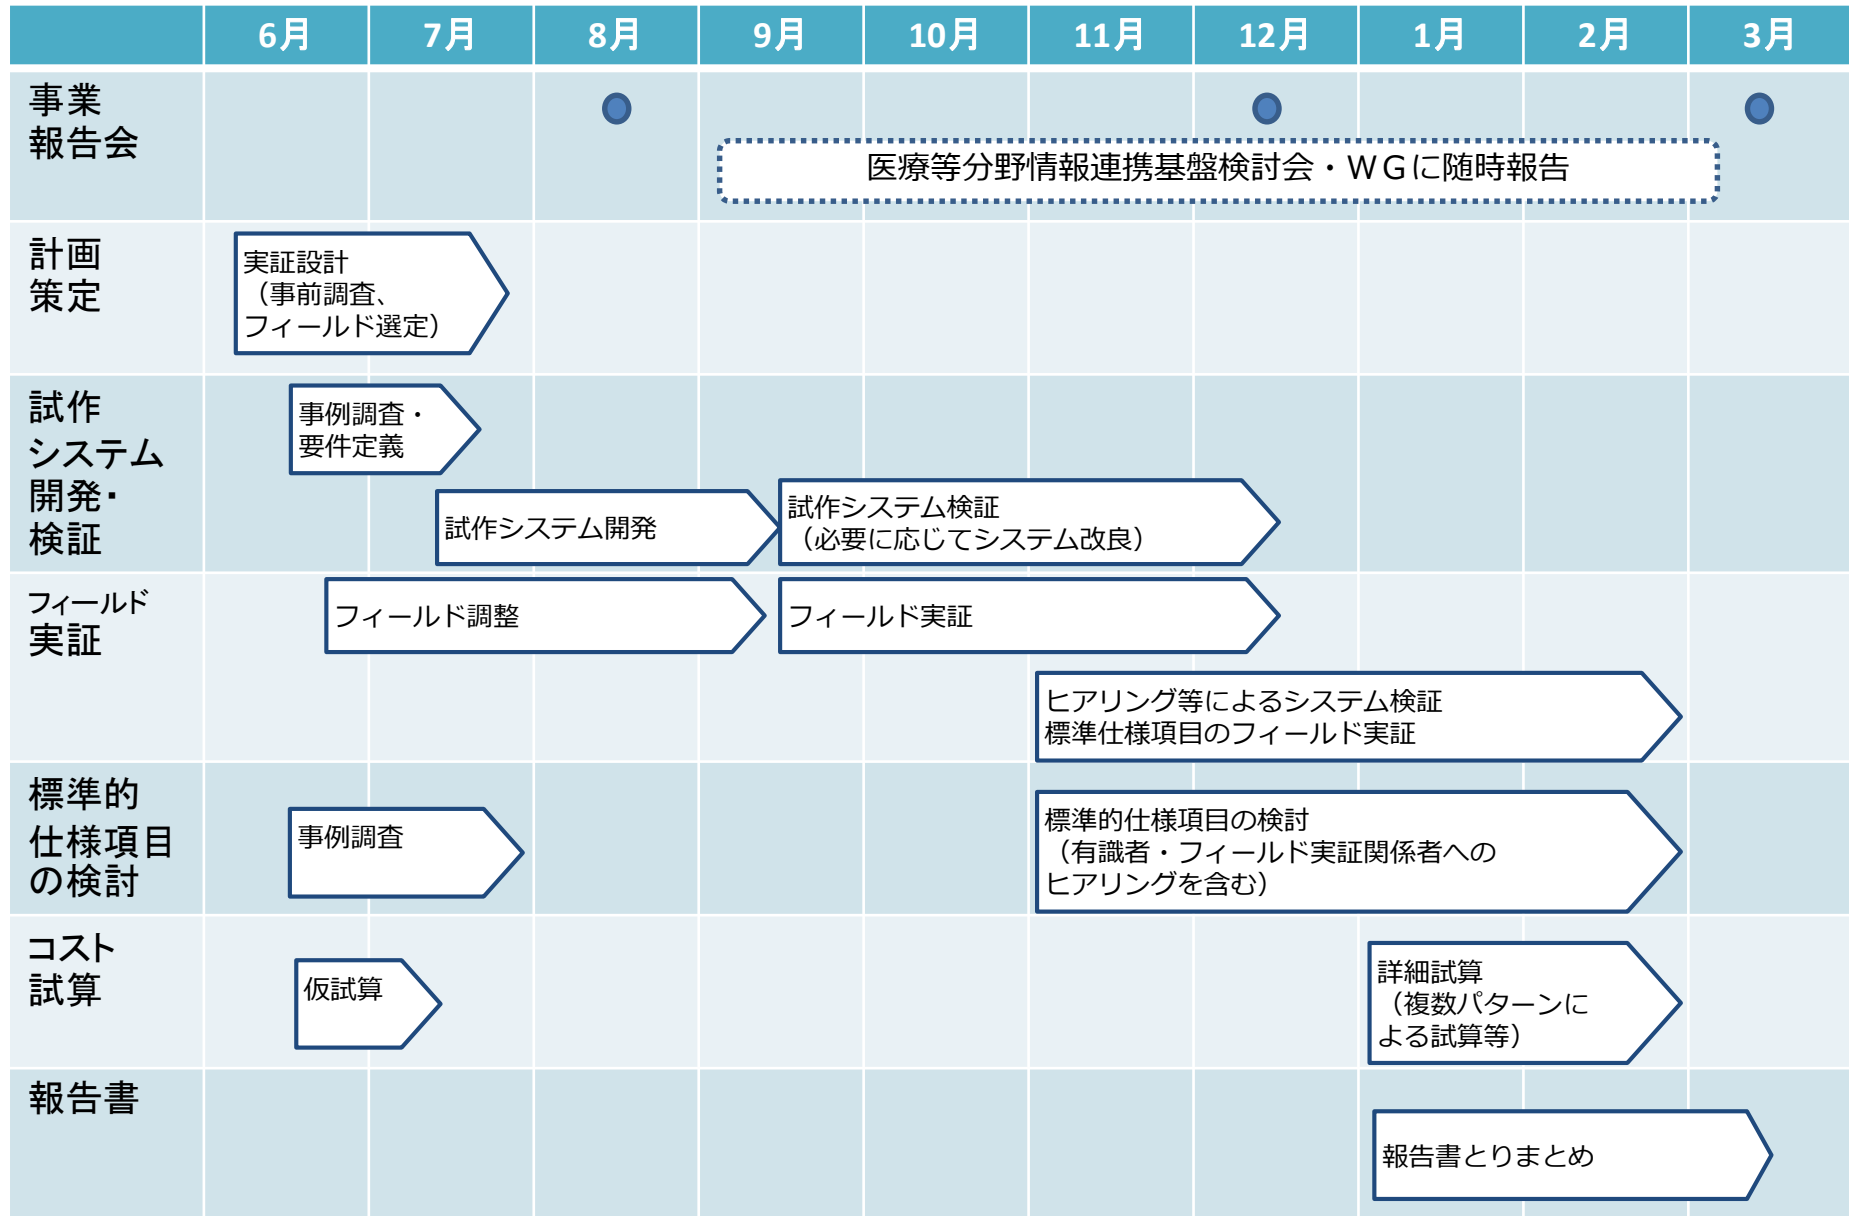 6月 7月 8月 9月 10月 11月 12月 1月 2月 3月
事業
報告会
医療等分野情報連携基盤検討会・ＷＧに随時報告
計画
策定
実証設計
（事前調査、
フィールド選定）
試作
システム
開発・
検証
事例調査・
要件定義
試作システム開発
試作システム検証
（必要に応じてシステム改良）
フィールド
実証
フィールド調整
フィールド実証
ヒアリング等によるシステム検証
標準仕様項目のフィールド実証
標準的
仕様項目
の検討
事例調査
標準的仕様項目の検討
（有識者・フィールド実証関係者への
ヒアリングを含む）
コスト
試算
仮試算
詳細試算
（複数パターンに
よる試算等）
報告書
報告書とりまとめ